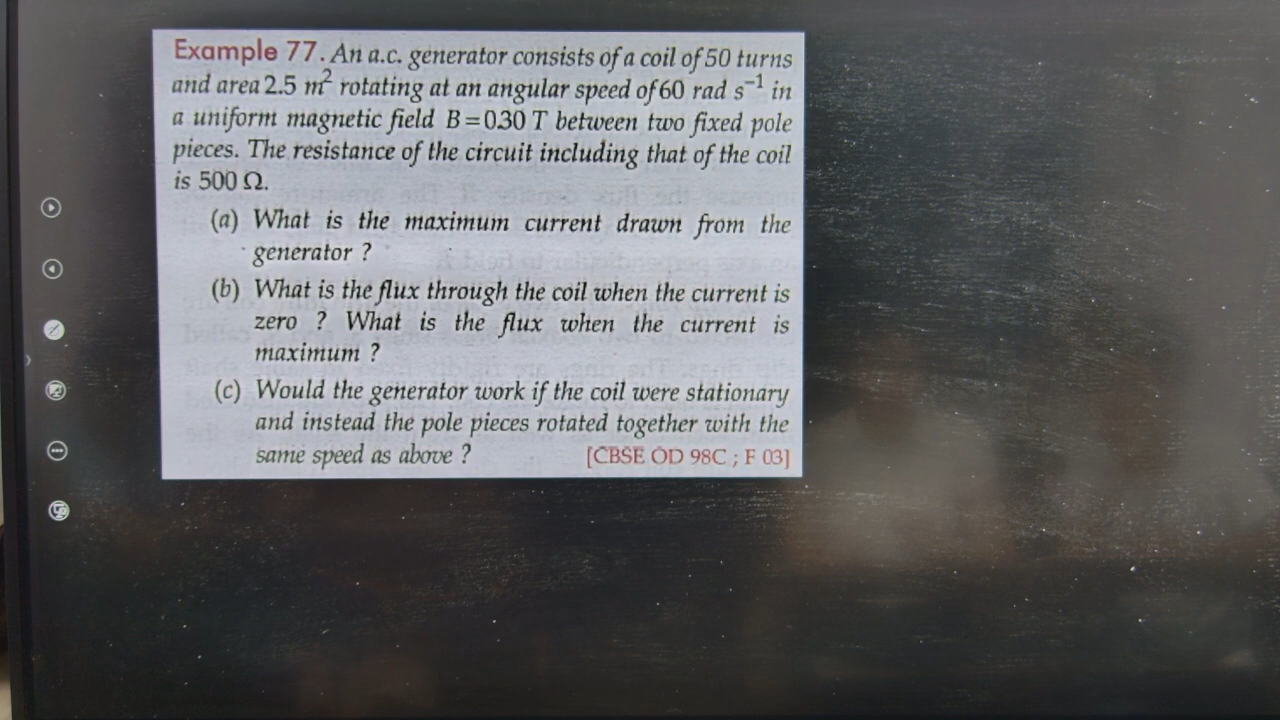 Example 77. An a.c. generator consists of a coil of 50 turns
and area 2.5 m² rotating at an angular speed of 60 rad s⁻¹ in
a uniform magnetic field B=0.30 T between two fixed pole
pieces. The resistance of the circuit including that of the coil
is 500 Ω.
(a) What is the maximum current drawn from the
generator ?
(b) What is the flux through the coil when the current is
zero ? What is the flux when the current is
maximum ?
(c) Would the generator work if the coil were stationary
and instead the pole pieces rotated together with the
same speed as above ? [CBSE OD 98C ; F 03]